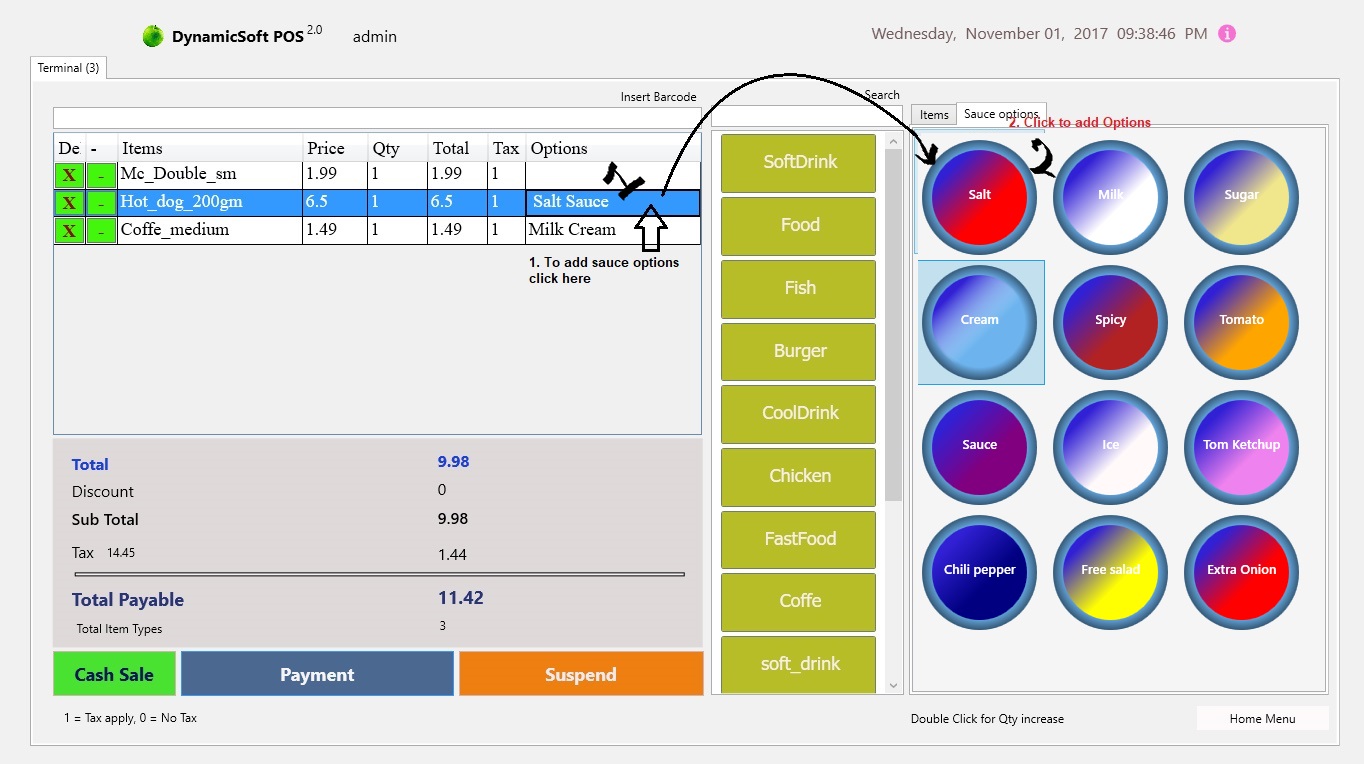 DynamicSoft POS 2.0 admin
Wednesday, November 01, 2017 09:38:46 PM
Terminal (3)
Insert Barcode
Search
Items Sauce options
2. Click to add Options
De - Items Price Qty Total Tax Options
X - Mc_Double_sm 1.99 1 1.99 1
X - Hot_dog_200gm 6.5 1 6.5 1 Salt Sauce
X - Coffe_medium 1.49 1 1.49 1 Milk Cream
1
2
1. To add sauce options
click here
Total 9.98
Discount 0
Sub Total 9.98
Tax 14.45 1.44
Total Payable 11.42
Total Item Types 3
Cash Sale Payment Suspend
1 = Tax apply, 0 = No Tax
SoftDrink
Food
Fish
Burger
CoolDrink
Chicken
FastFood
Coffe
soft_drink
Salt Milk Sugar
Cream Spicy Tomato
Sauce Ice Tom Ketchup
Chili pepper Free salad Extra Onion
Double Click for Qty increase
Home Menu